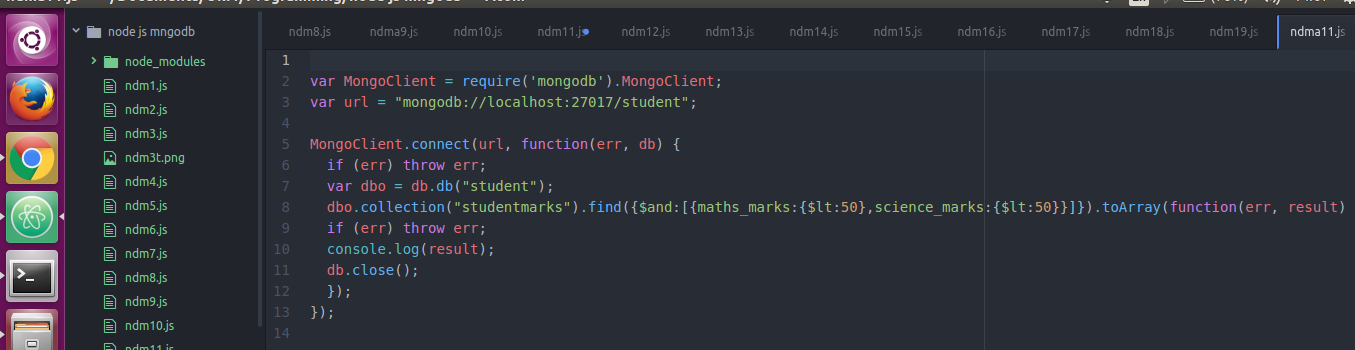 node js mngodb
node_modules
ndm1.js
ndm2.js
ndm3.js
ndm3t.png
ndm4.js
ndm5.js
ndm6.js
ndm7.js
ndm8.js
ndm9.js
ndm10.js
ndm11.js
ndm8.js ndma9.js ndm10.js ndm11.js ndm12.js ndm13.js ndm14.js ndm15.js ndm16.js ndm17.js ndm18.js ndm19.js ndma11.js
1
2 var MongoClient = require('mongodb').MongoClient;
3 var url = "mongodb://localhost:27017/student";
4
5 MongoClient.connect(url, function(err, db) {
6 if (err) throw err;
7 var dbo = db.db("student");
8 dbo.collection("studentmarks").find({$and:[{maths_marks:{$lt:50},science_marks:{$lt:50}}]}).toArray(function(err, result)
9 if (err) throw err;
10 console.log(result);
11 db.close();
12 });
13 });
14